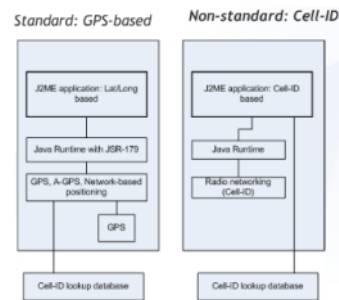 Standard: GPS-based
Non-standard: Cell-ID
J2ME application: Lat/Long
based
Java Runtime with JSR-179
GPS, A-GPS, Network-based
positioning
GPS
Cell-ID lookup database
J2ME application: Cell-ID
based
Java Runtime
Radio networking
(Cell-ID)
Cell-ID lookup database